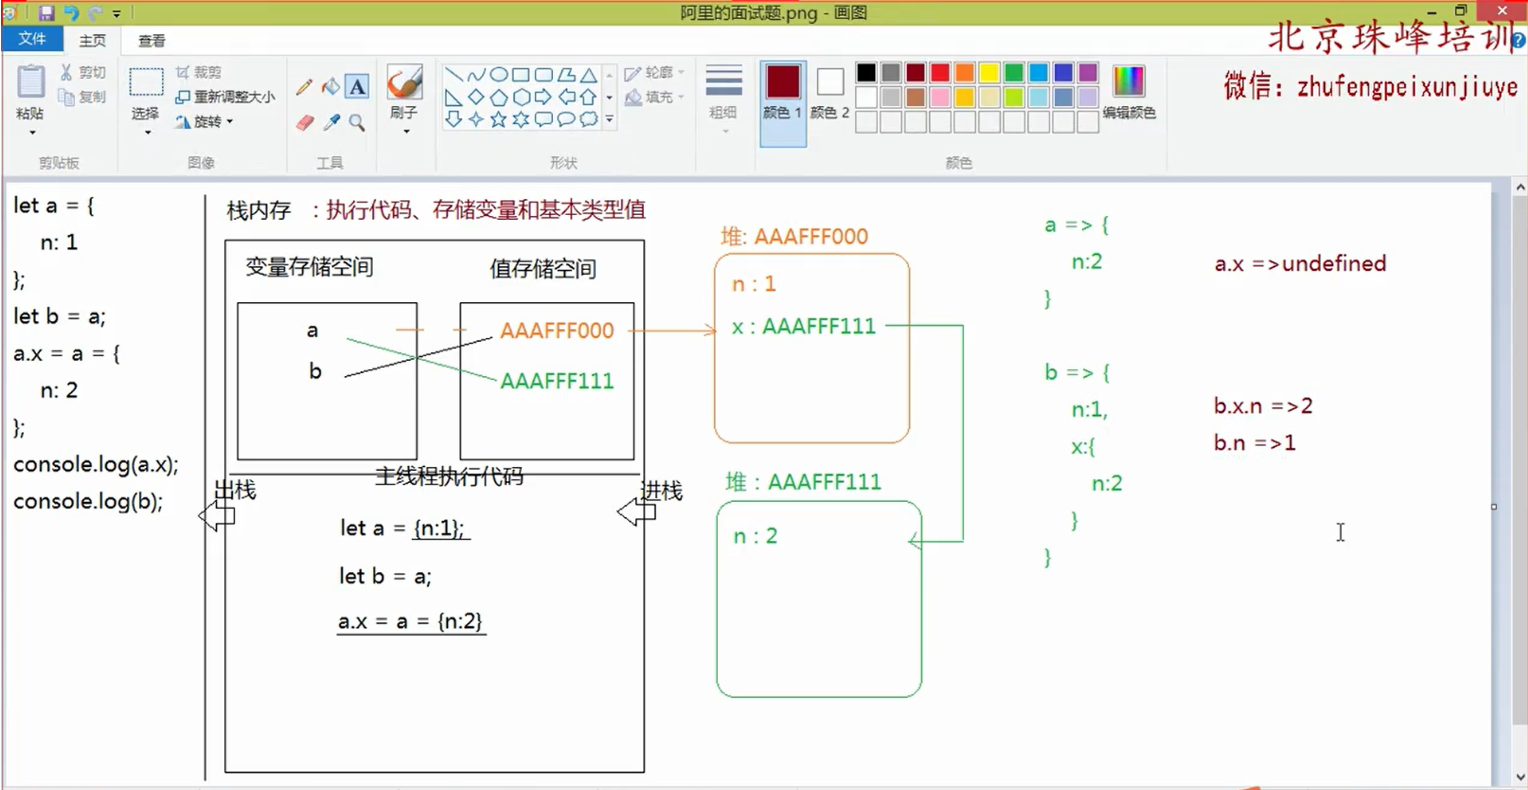 阿里的面试题.png - 画图
文件
主页
查看
北京珠峰培训
微信：zhufengpeixunjiuye
粘贴
剪切
复制
剪贴板
选择
裁剪
重新调整大小
旋转
图像
A
工具
刷子
轮廓
填充
形状
粗细
颜色 1
颜色 2
编辑颜色
颜色
let a = {
n: 1
};
let b = a;
a.x = a = {
n: 2
};
console.log(a.x);
console.log(b);
栈内存 ：执行代码、存储变量和基本类型值
变量存储空间
值存储空间
a
b
AAAFFF000
AAAFFF111
主线程执行代码
出栈
进栈
let a = {n:1};
let b = a;
a.x = a = {n:2}
堆: AAAFFF000
n : 1
x : AAAFFF111
堆 : AAAFFF111
n : 2
a => {
n:2
}
a.x =>undefined
b => {
n:1,
x:{
n:2
}
}
b.x.n =>2
b.n =>1